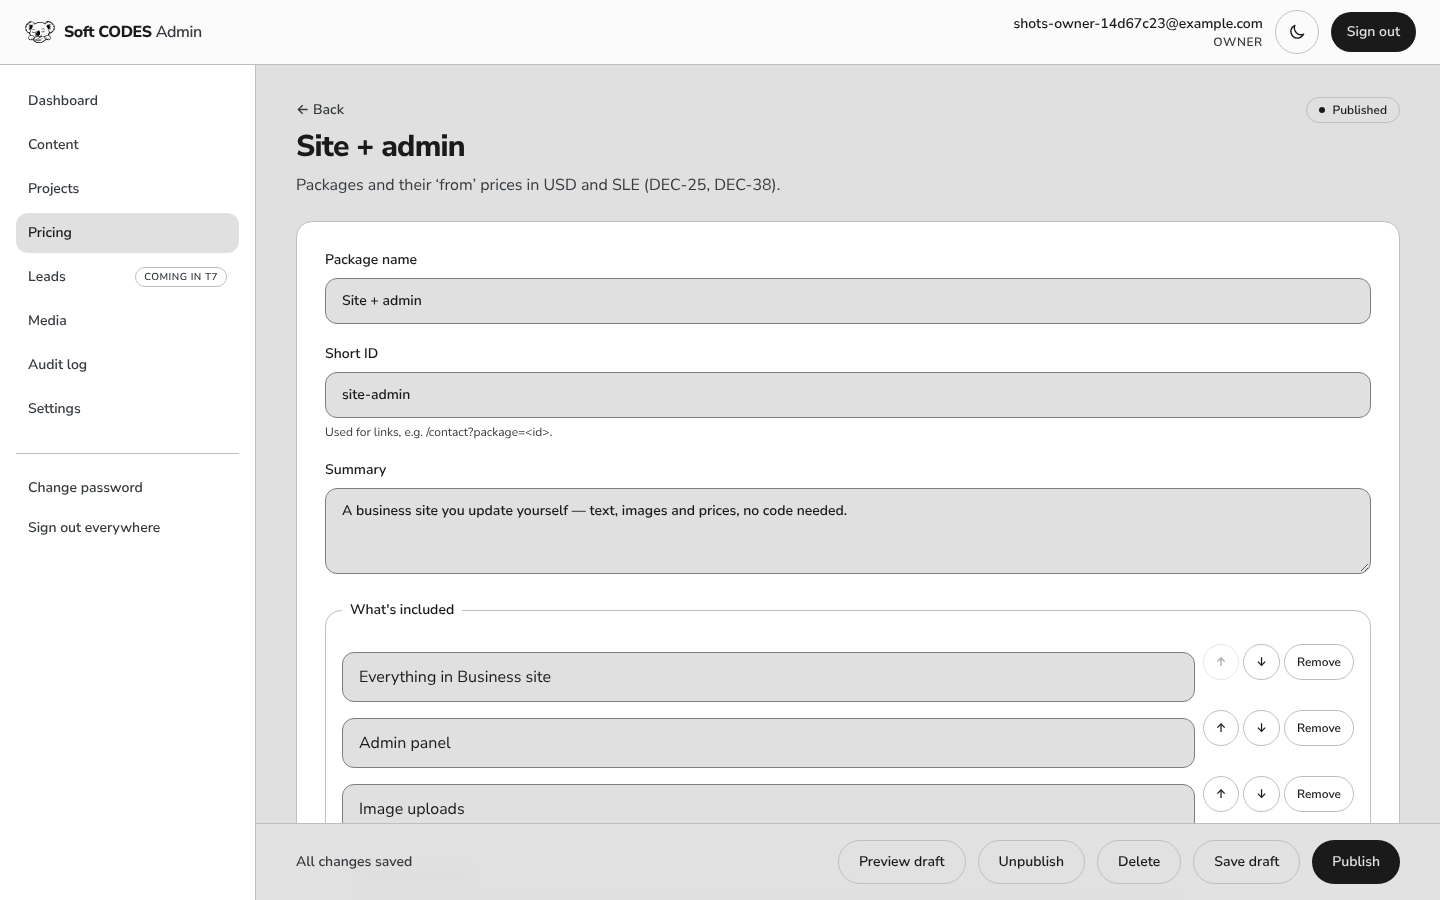 Soft CODES Admin
shots-owner-14d67c23@example.com
OWNER
Sign out
Dashboard
Content
Projects
Pricing
Leads
COMING IN T7
Media
Audit log
Settings
Change password
Sign out everywhere
← Back
Published
Site + admin
Packages and their ‘from’ prices in USD and SLE (DEC-25, DEC-38).
Package name
Site + admin
Short ID
site-admin
Used for links, e.g. /contact?package=<id>.
Summary
A business site you update yourself — text, images and prices, no code needed.
What's included
Everything in Business site
↑ ↓ Remove
Admin panel
↑ ↓ Remove
Image uploads
↑ ↓ Remove
All changes saved
Preview draft
Unpublish
Delete
Save draft
Publish